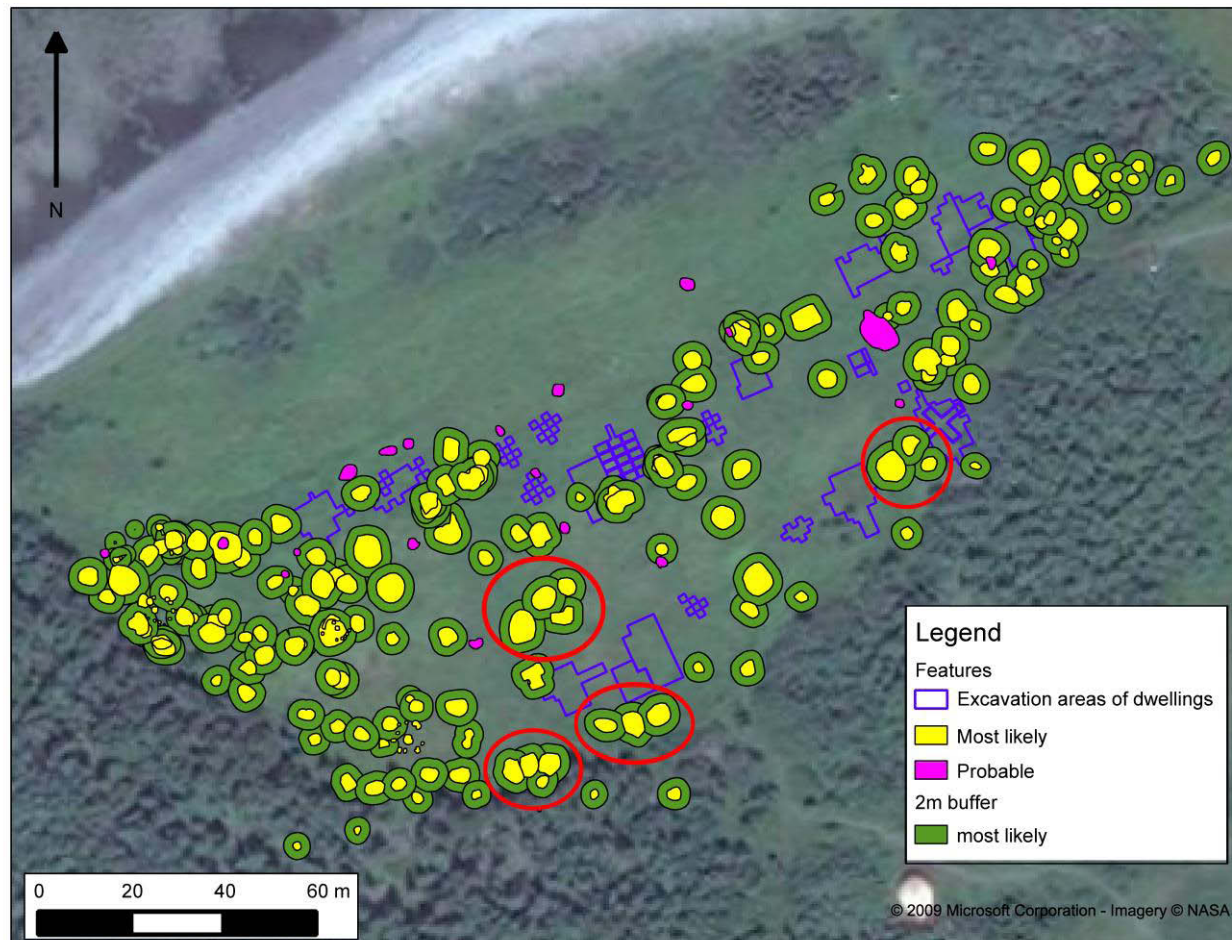 N
Legend
Features
Excavation areas of dwellings
Most likely
Probable
2m buffer
most likely
0 20 40 60 m
© 2009 Microsoft Corporation - Imagery © NASA